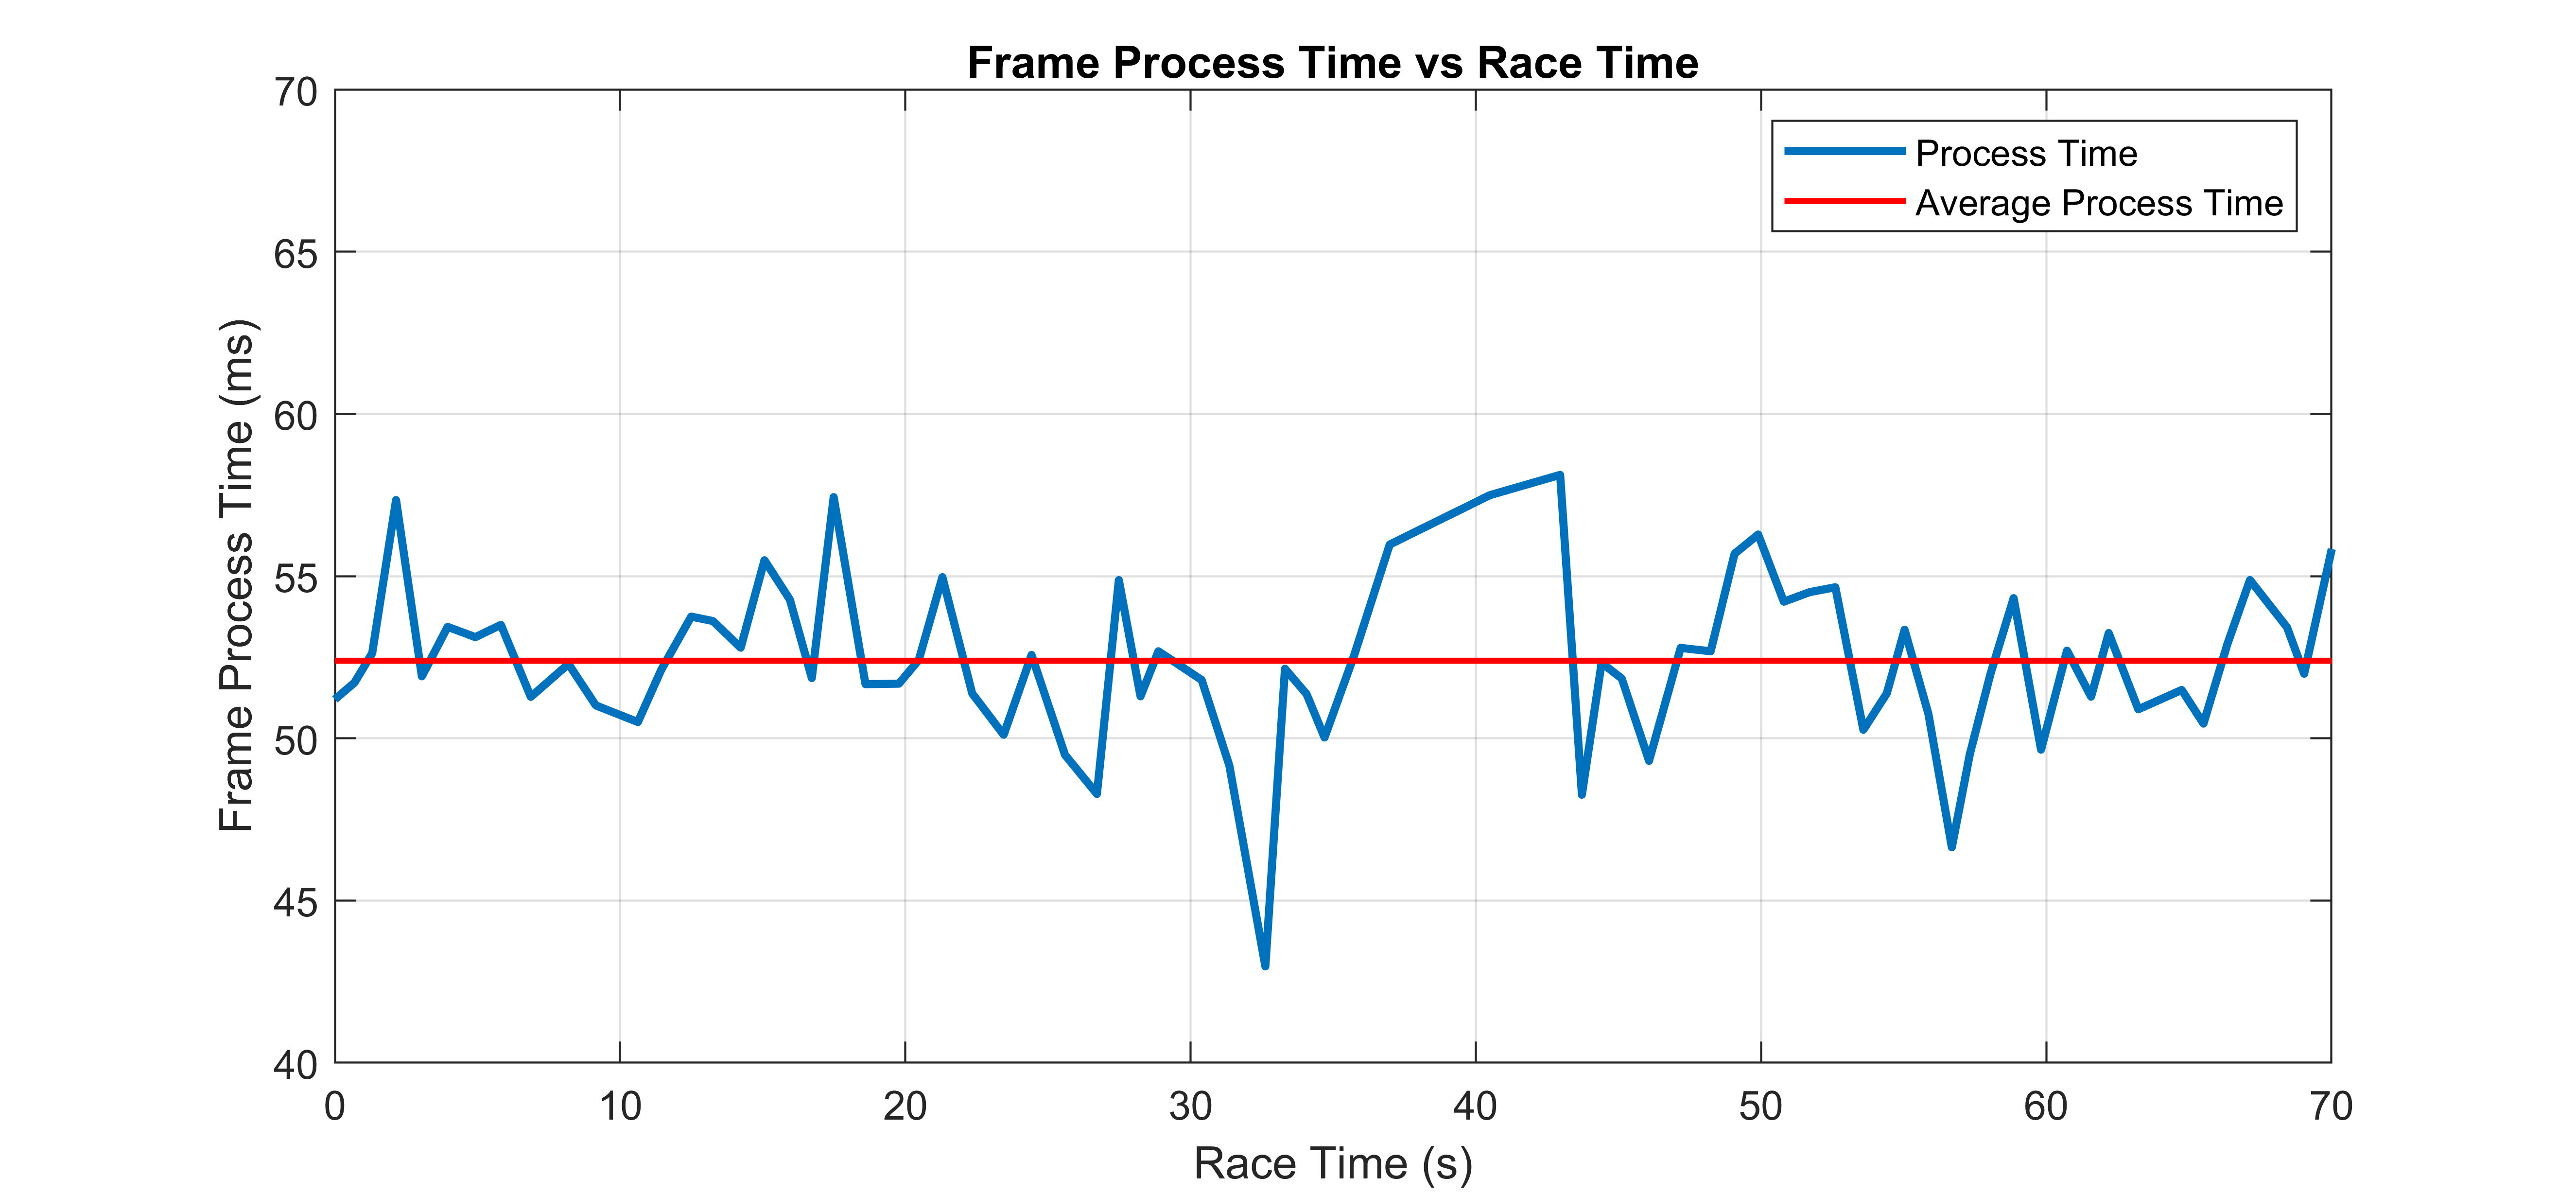 Frame Process Time vs Race Time
70
65
60
55
50
45
40
Frame Process Time (ms)
Process Time
Average Process Time
0 10 20 30 40 50 60 70
Race Time (s)